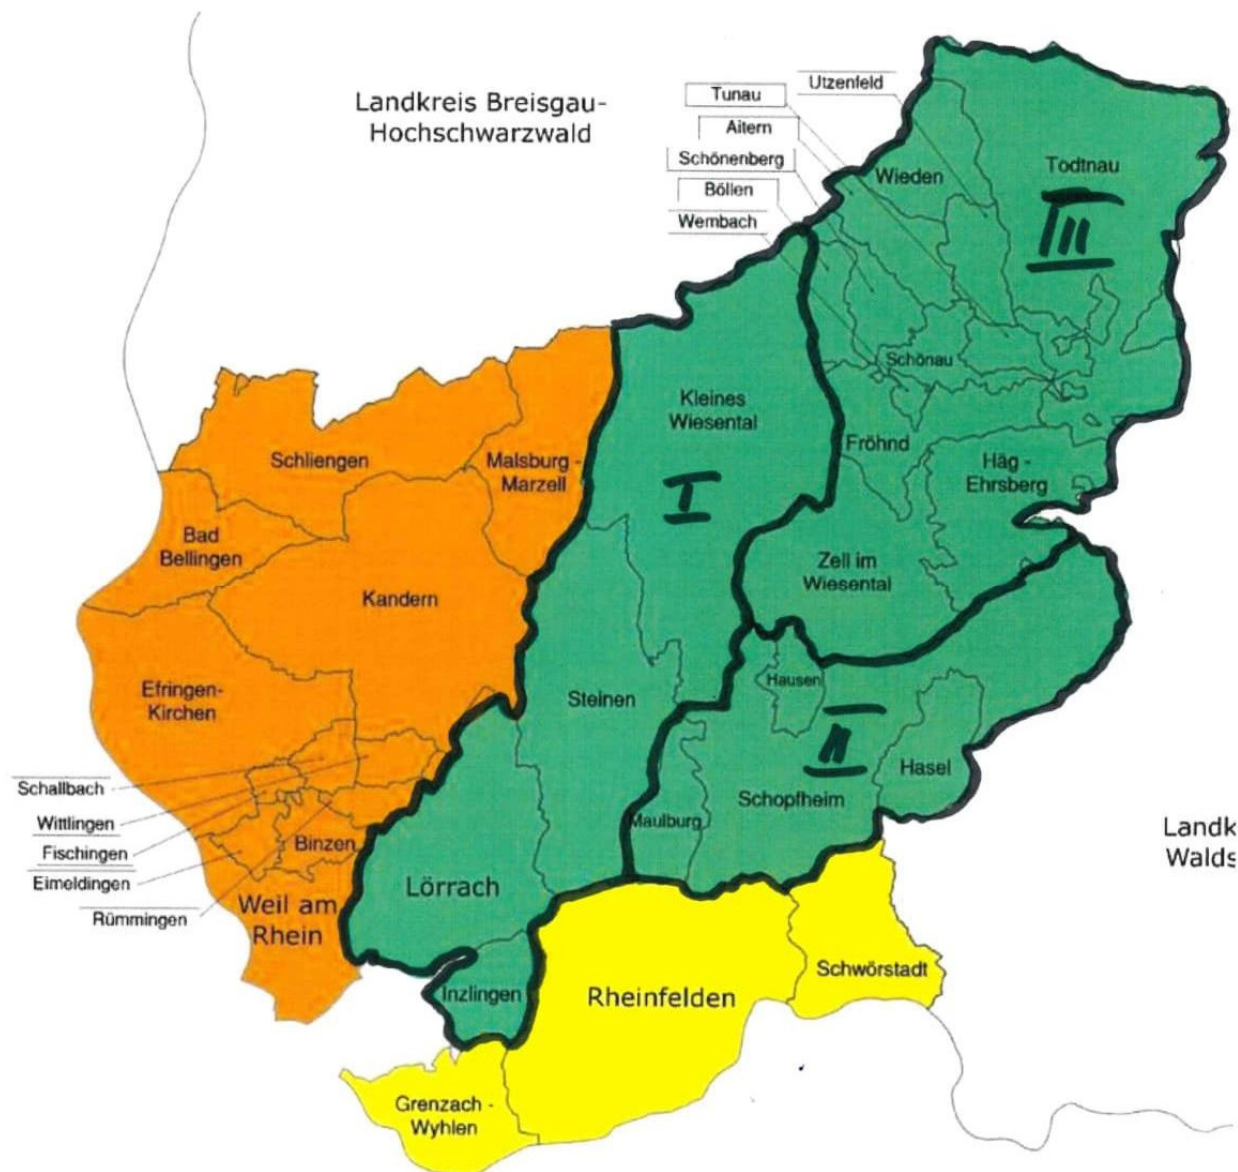 Landkreis Breisgau-
Hochschwarzwald
Utzenfeld
Tunau
Aitern
Schönenberg
Böllen
Wembach
Wieden
Todtnau
III
Schönau
Kleines
Wiesental
I
Fröhnd
Häg -
Ehrsberg
Schliengen
Malsburg -
Marzell
Bad
Bellingen
Kandern
Zell im
Wiesental
Efringen-
Kirchen
Steinen
Hausen
II
Hasel
Schallbach
Wittlingen
Fischingen
Eimeldingen
Rümmingen
Binzen
Maulburg
Schopfheim
Landk
Walds
Lörrach
Weil am
Rhein
Inzlingen
Rheinfelden
Schwörstadt
Grenzach -
Wyhlen